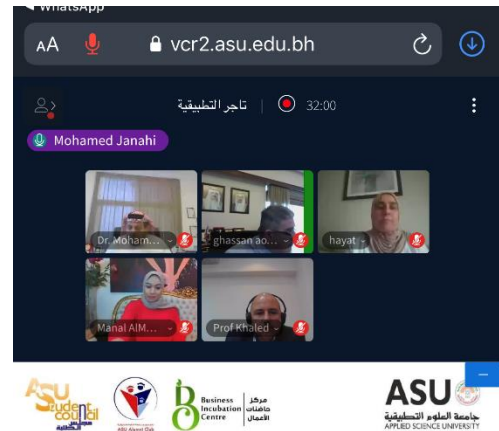 WhatsApp
AA vcr2.asu.edu.bh
تاجر التطبيقية | 32:00
Mohamed Janahi
Dr. Moham...
ghassan ao...
hayat
Manal AlM...
Prof Khaled
ASU
Student
Council
مجلس
الطلبة
ASU Alumni Club
Business
Incubation
Centre
مركز
حاضنات
الأعمال
ASU
جامعة العلوم التطبيقية
APPLIED SCIENCE UNIVERSITY